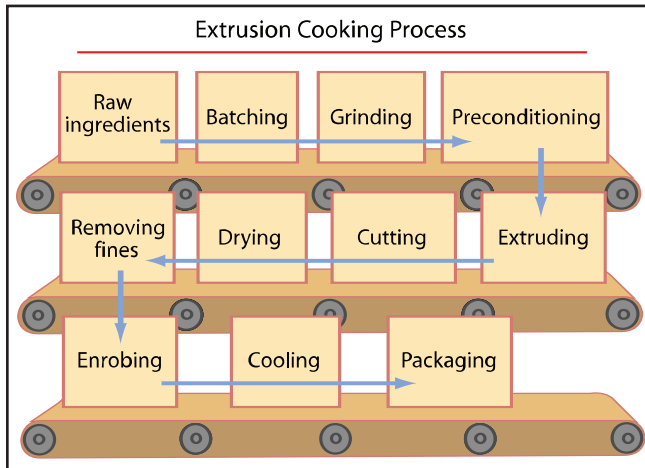 Extrusion Cooking Process
Raw
ingredients
Batching
Grinding
Preconditioning
Removing
fines
Drying
Cutting
Extruding
Enrobing
Cooling
Packaging